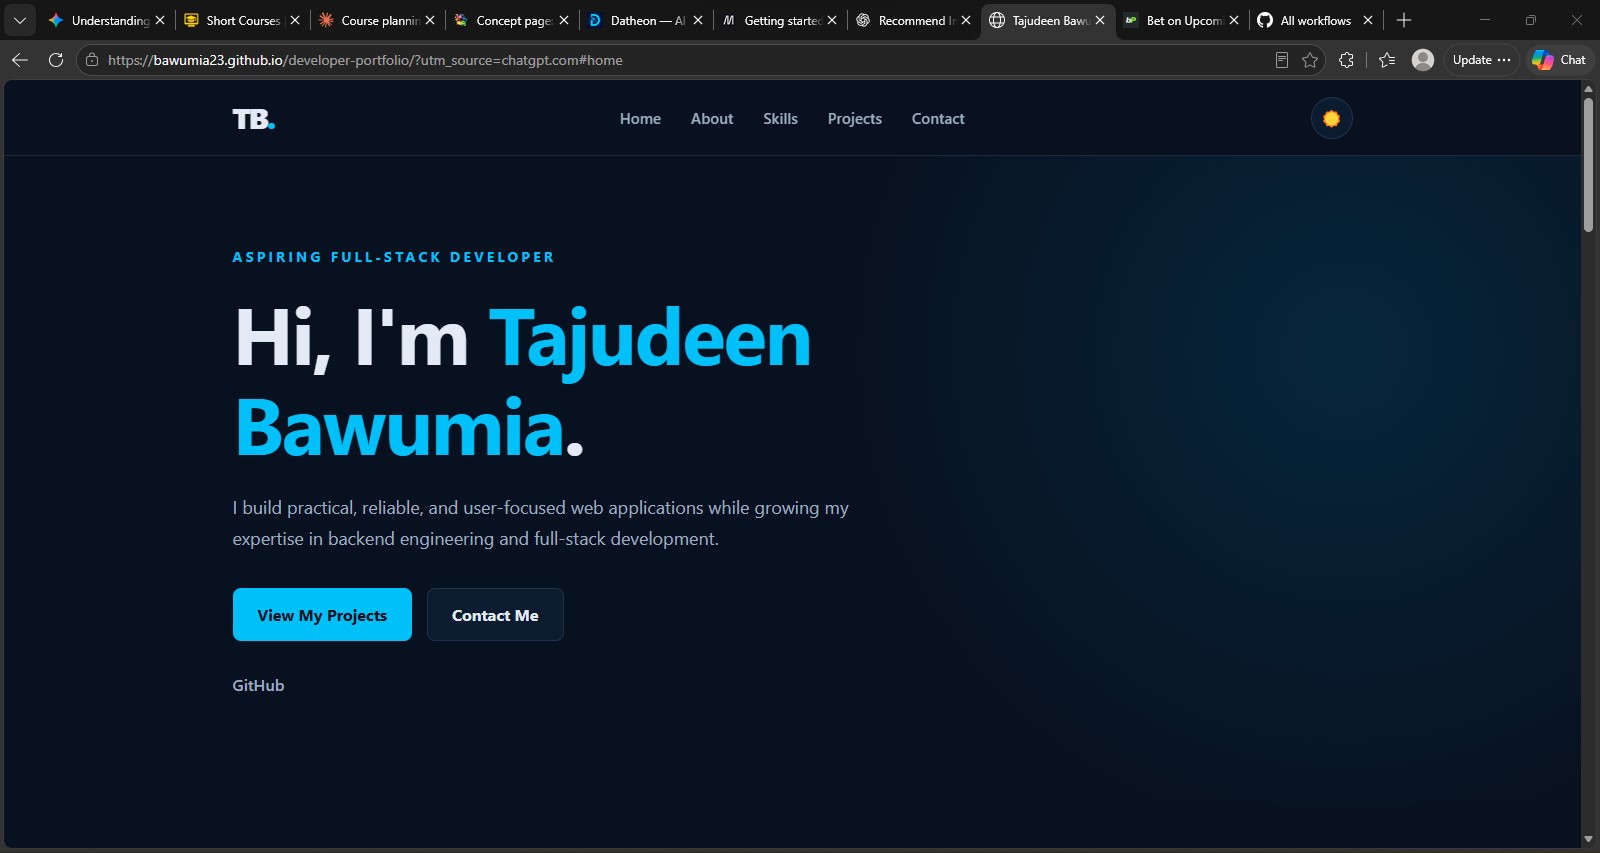 Understanding
Short Courses
Course plannin
Concept page:
Datheon — AI
Getting started
Recommend I
Tajudeen Bawu
Bet on Upcomi
All workflows
https://bawumia23.github.io/developer-portfolio/?utm_source=chatgpt.com#home
Update
Chat
TB.
Home
About
Skills
Projects
Contact
ASPIRING FULL-STACK DEVELOPER
Hi, I'm Tajudeen
Bawumia.
I build practical, reliable, and user-focused web applications while growing my
expertise in backend engineering and full-stack development.
View My Projects
Contact Me
GitHub